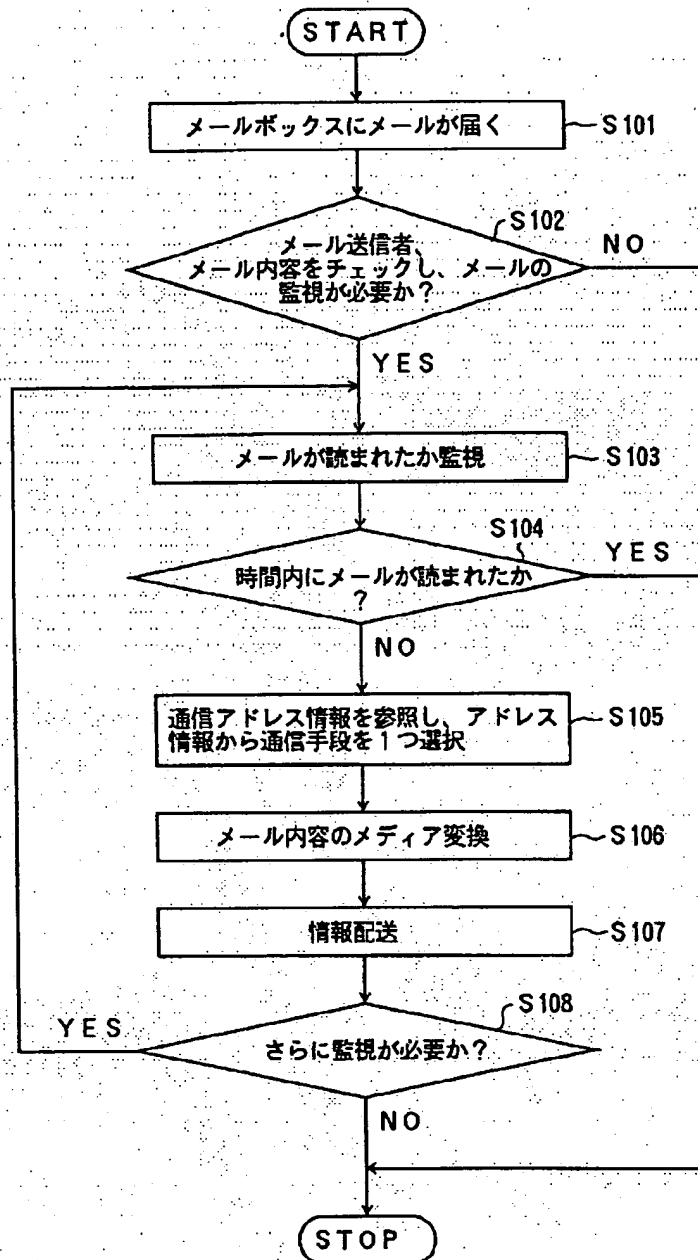 START
メールボックスにメールが届く
S101
S102
メール送信者、
メール内容をチェックし、メールの
監視が必要か？
NO
YES
メールが読まれたか監視
S103
S104
時間内にメールが読まれたか
？
YES
NO
通信アドレス情報を参照し、アドレス
情報から通信手段を1つ選択
S105
メール内容のメディア変換
S106
情報配送
S107
S108
さらに監視が必要か？
YES
NO
STOP